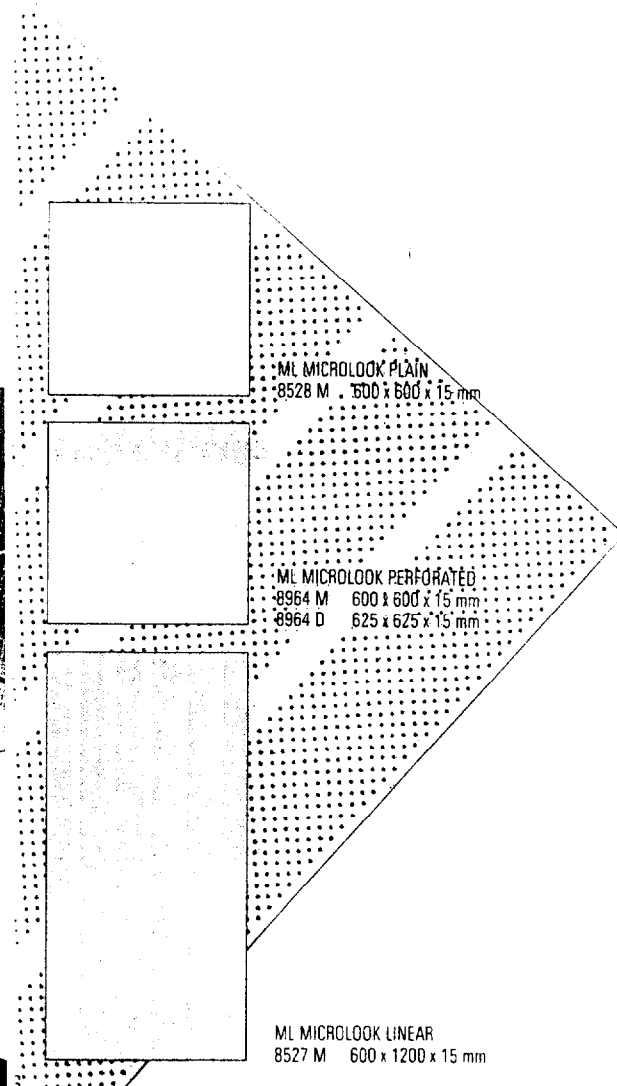 ML MICROLOOK PLAIN
8528 M 600 x 600 x 15 mm
ML MICROLOOK PERFORATED
8964 M 600 x 600 x 15 mm
8964 D 625 x 625 x 15 mm
ML MICROLOOK LINEAR
8527 M 600 x 1200 x 15 mm